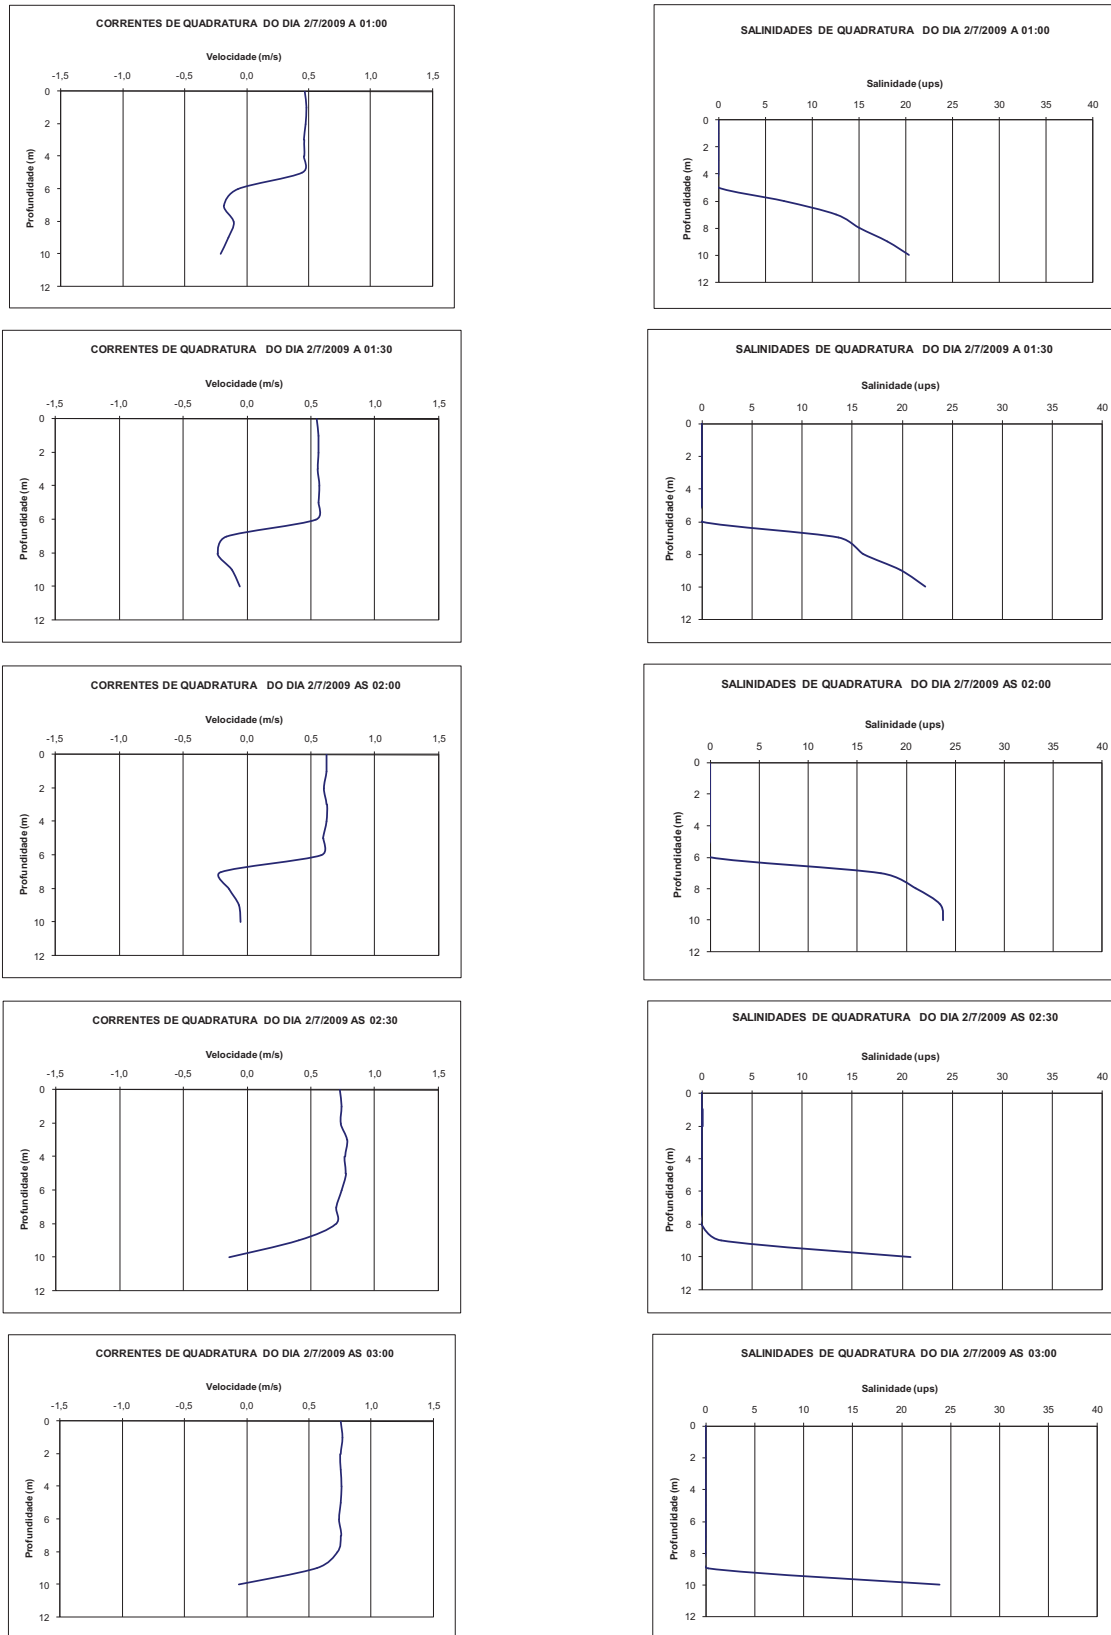 CORRENTES DE QUADRATURA DO DIA 2/7/2009 A 01:00
Velocidade (m/s)
-1,5 -1,0 -0,5 0,0 0,5 1,0 1,5
0
2
4
6
8
10
12
Profundidade (m)
SALINIDADES DE QUADRATURA DO DIA 2/7/2009 A 01:00
Salinidade (ups)
0 5 10 15 20 25 30 35 40
0
2
4
6
8
10
12
Profundidade (m)
CORRENTES DE QUADRATURA DO DIA 2/7/2009 A 01:30
Velocidade (m/s)
-1,5 -1,0 -0,5 0,0 0,5 1,0 1,5
0
2
4
6
8
10
12
Profundidade (m)
SALINIDADES DE QUADRATURA DO DIA 2/7/2009 A 01:30
Salinidade (ups)
0 5 10 15 20 25 30 35 40
0
2
4
6
8
10
12
Profundidade (m)
CORRENTES DE QUADRATURA DO DIA 2/7/2009 AS 02:00
Velocidade (m/s)
-1,5 -1,0 -0,5 0,0 0,5 1,0 1,5
0
2
4
6
8
10
12
Profundidade (m)
SALINIDADES DE QUADRATURA DO DIA 2/7/2009 AS 02:00
Salinidade (ups)
0 5 10 15 20 25 30 35 40
0
2
4
6
8
10
12
Profundidade (m)
CORRENTES DE QUADRATURA DO DIA 2/7/2009 AS 02:30
Velocidade (m/s)
-1,5 -1,0 -0,5 0,0 0,5 1,0 1,5
0
2
4
6
8
10
12
Profundidade (m)
SALINIDADES DE QUADRATURA DO DIA 2/7/2009 AS 02:30
Salinidade (ups)
0 5 10 15 20 25 30 35 40
0
2
4
6
8
10
12
Profundidade (m)
CORRENTES DE QUADRATURA DO DIA 2/7/2009 AS 03:00
Velocidade (m/s)
-1,5 -1,0 -0,5 0,0 0,5 1,0 1,5
0
2
4
6
8
10
12
Profundidade (m)
SALINIDADES DE QUADRATURA DO DIA 2/7/2009 AS 03:00
Salinidade (ups)
0 5 10 15 20 25 30 35 40
0
2
4
6
8
10
12
Profundidade (m)